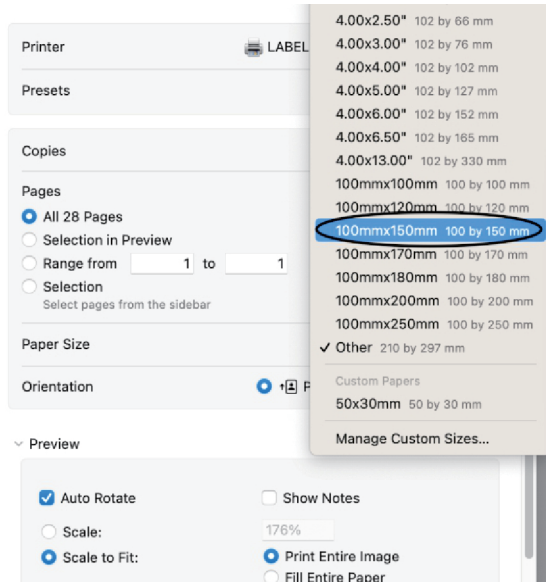 Printer LABEL
Presets
Copies
Pages
All 28 Pages
Selection in Preview
Range from 1 to 1
Selection
Select pages from the sidebar
Paper Size
Orientation
Preview
Auto Rotate Show Notes
Scale: 176%
Scale to Fit: Print Entire Image
Fill Entire Paper
4.00x2.50" 102 by 66 mm
4.00x3.00" 102 by 76 mm
4.00x4.00" 102 by 102 mm
4.00x5.00" 102 by 127 mm
4.00x6.00" 102 by 152 mm
4.00x6.50" 102 by 165 mm
4.00x13.00" 102 by 330 mm
100mmx100mm 100 by 100 mm
100mmx120mm 100 by 120 mm
100mmx150mm 100 by 150 mm
100mmx170mm 100 by 170 mm
100mmx180mm 100 by 180 mm
100mmx200mm 100 by 200 mm
100mmx250mm 100 by 250 mm
✓ Other 210 by 297 mm
Custom Papers
50x30mm 50 by 30 mm
Manage Custom Sizes...